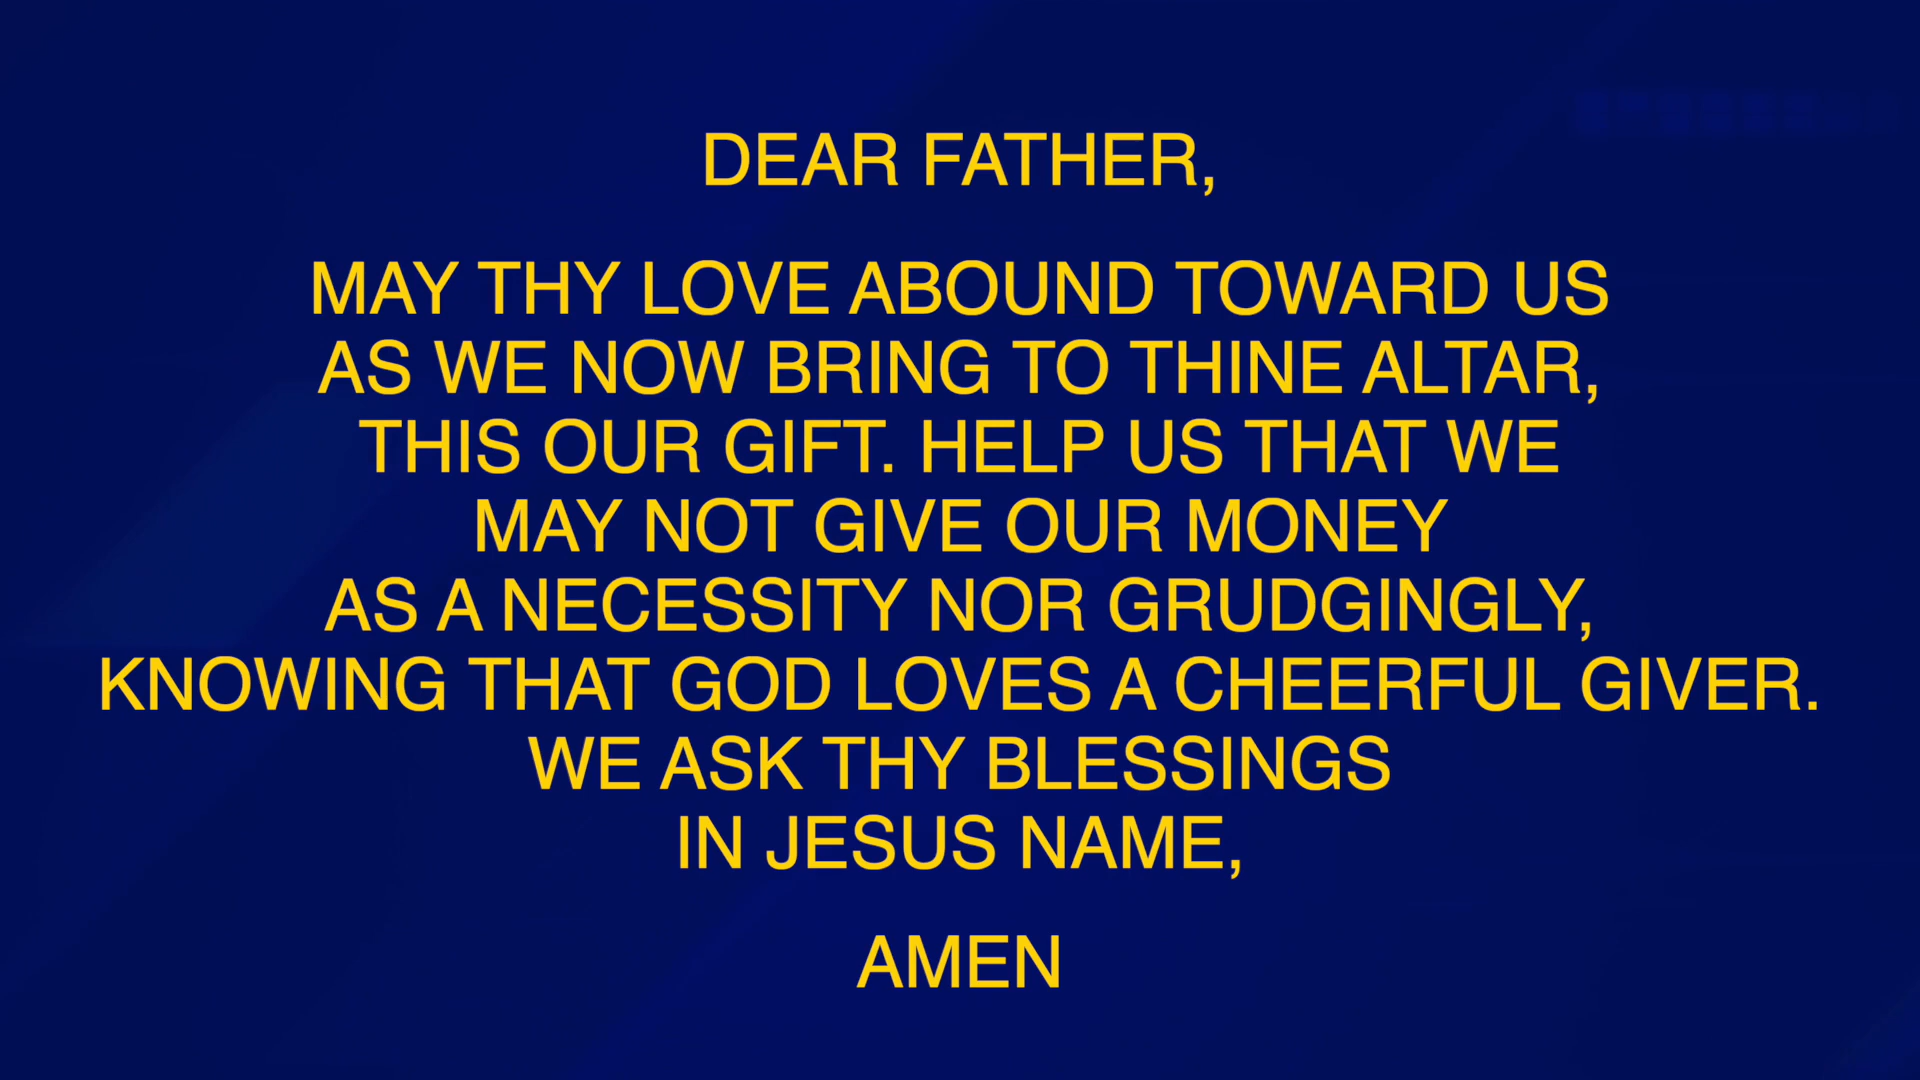 DEAR FATHER,
MAY THY LOVE ABOUND TOWARD US
AS WE NOW BRING TO THINE ALTAR,
THIS OUR GIFT. HELP US THAT WE
MAY NOT GIVE OUR MONEY
AS A NECESSITY NOR GRUDGINGLY,
KNOWING THAT GOD LOVES A CHEERFUL GIVER.
WE ASK THY BLESSINGS
IN JESUS NAME,
AMEN